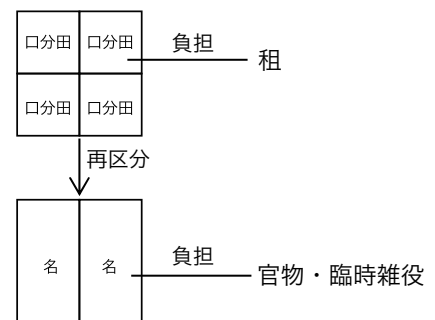 口分田 口分田 負担
租
口分田 口分田
再区分
名 名 負担
官物・臨時雑役